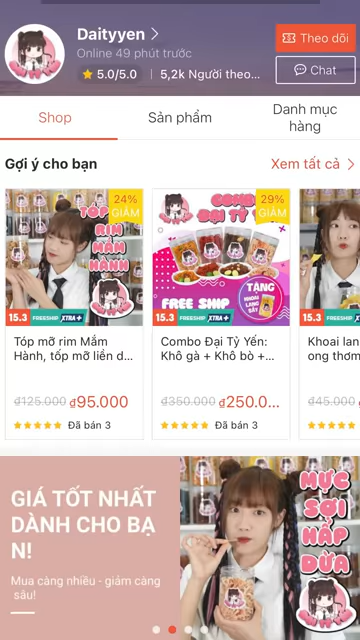 Daityyen
Online 49 phút trước
5.0/5.0 | 5,2k Người theo...
Theo dõi
Chat
Shop
Sản phẩm
Danh mục hàng
Gợi ý cho bạn
Xem tất cả
24%
GIẢM
TÓP
RIM
MẮM
HÀNH
15.3 FREESHIP XTRA+
Tóp mỡ rim Mắm
Hành, tóp mỡ liền d...
₫125.000 ₫95.000
Đã bán 3
29%
GIẢM
COMBO
ĐẠI TỶ
FREE SHIP
TẶNG
KHOAI
LANG
SẤY
15.3 FREESHIP XTRA+
Combo Đại Tỷ Yến:
Khô gà + Khô bò +...
₫350.000 ₫250.0...
Đã bán 3
15.3 FREESHIP
Khoai lan
ong thơm
₫45.000
GIÁ TỐT NHẤT
DÀNH CHO BẠ
N!
Mua càng nhiều - giảm càng
sâu!
MỰC
SỢI
HẤP
DỪA